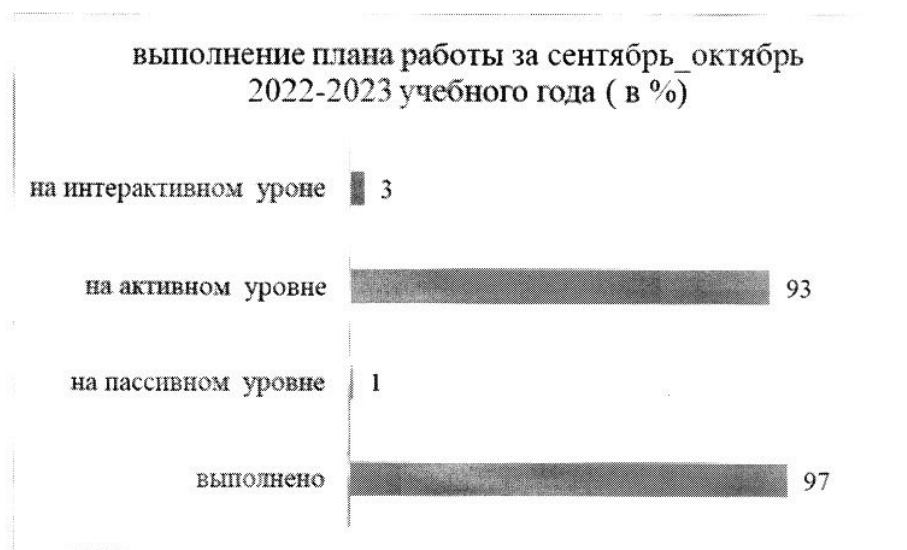 выполнение плана работы за сентябрь_октябрь
2022-2023 учебного года ( в %)
на интерактивном уроне 3
на активном уровне 93
на пассивном уровне 1
выполнено 97